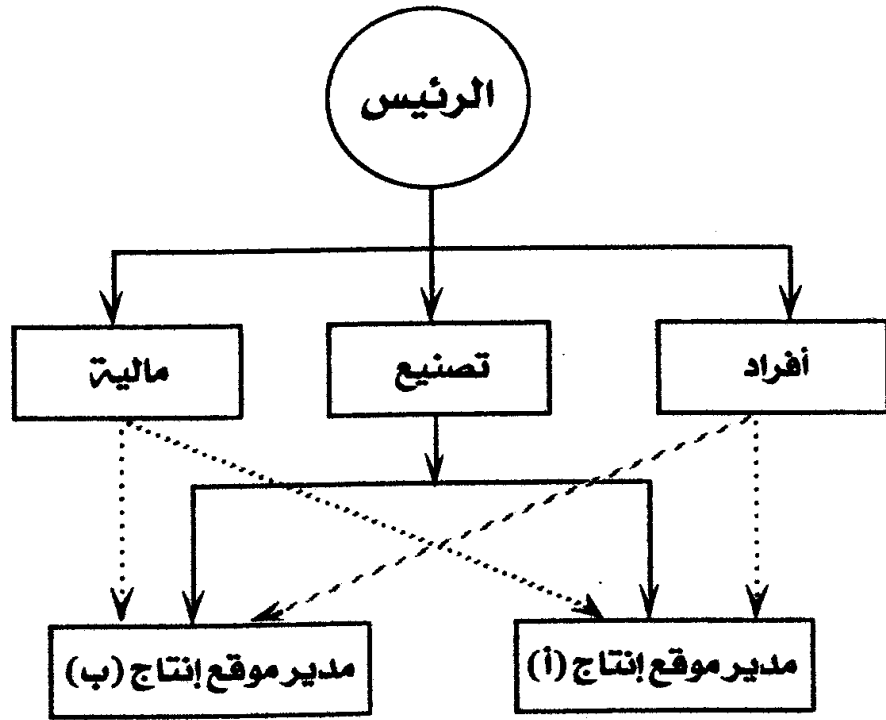 الرئيس
أفراد
تصنيع
مالية
مدير موقع إنتاج (أ)
مدير موقع إنتاج (ب)